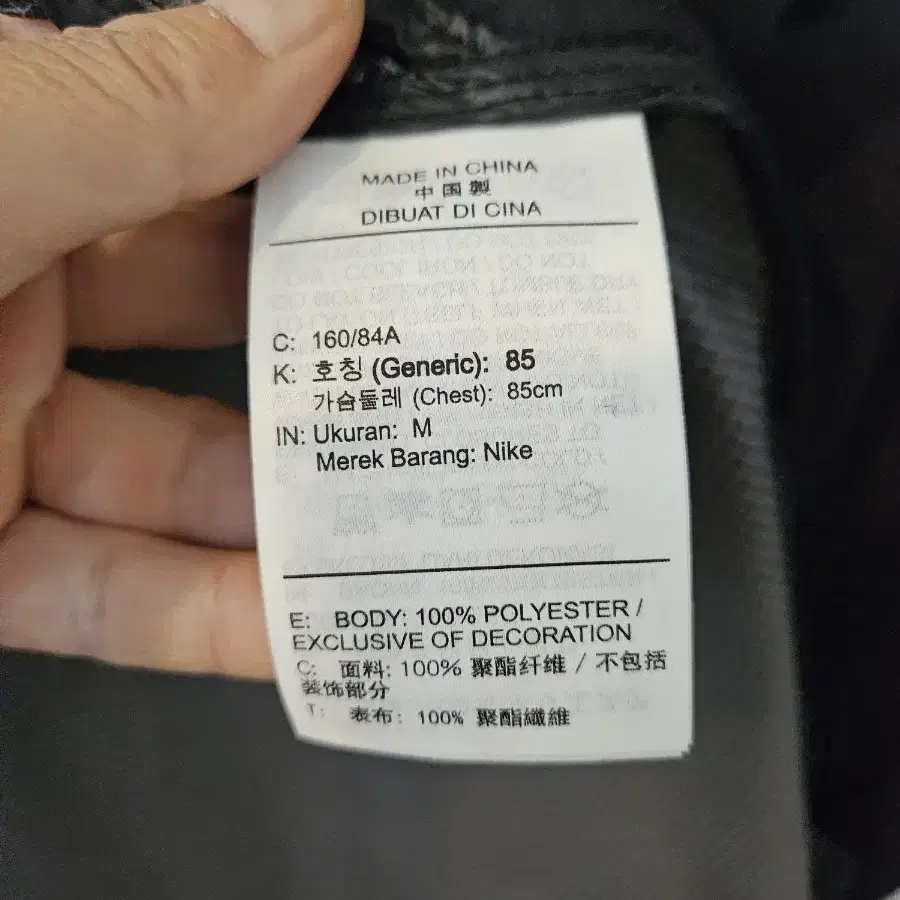 MADE IN CHINA
中国製
DIBUAT DI CINA
C: 160/84A
K: 호칭 (Generic): 85
가슴둘레 (Chest): 85cm
IN: Ukuran: M
Merek Barang: Nike
E: BODY: 100% POLYESTER /
EXCLUSIVE OF DECORATION
C: 面料: 100% 聚酯纤维 / 不包括
装饰部分
T: 表布: 100% 聚酯纖維